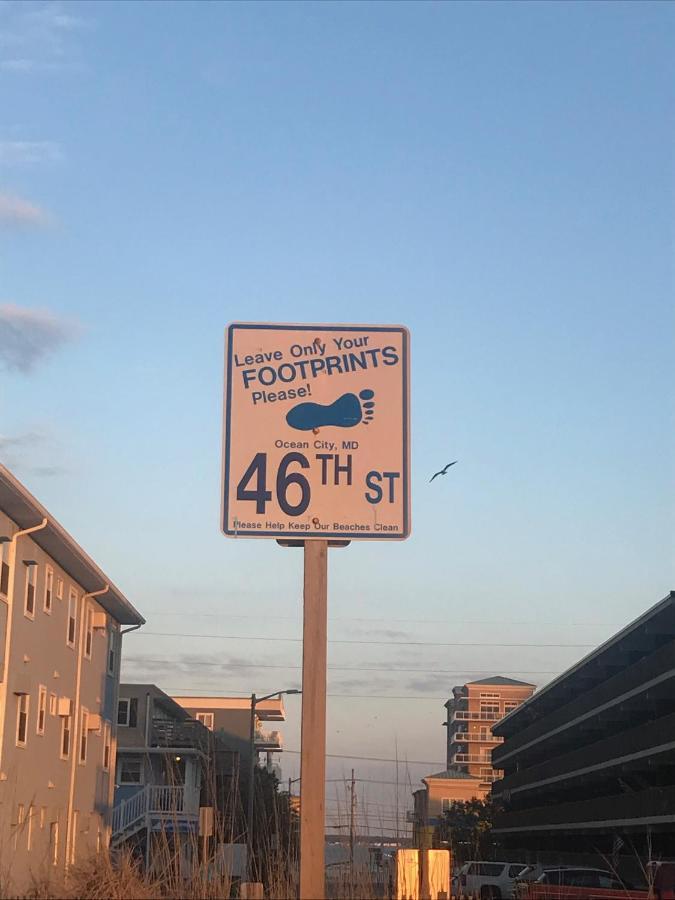 Leave Only Your
FOOTPRINTS
Please!
Ocean City, MD
46TH ST
Please Help Keep Our Beaches Clean